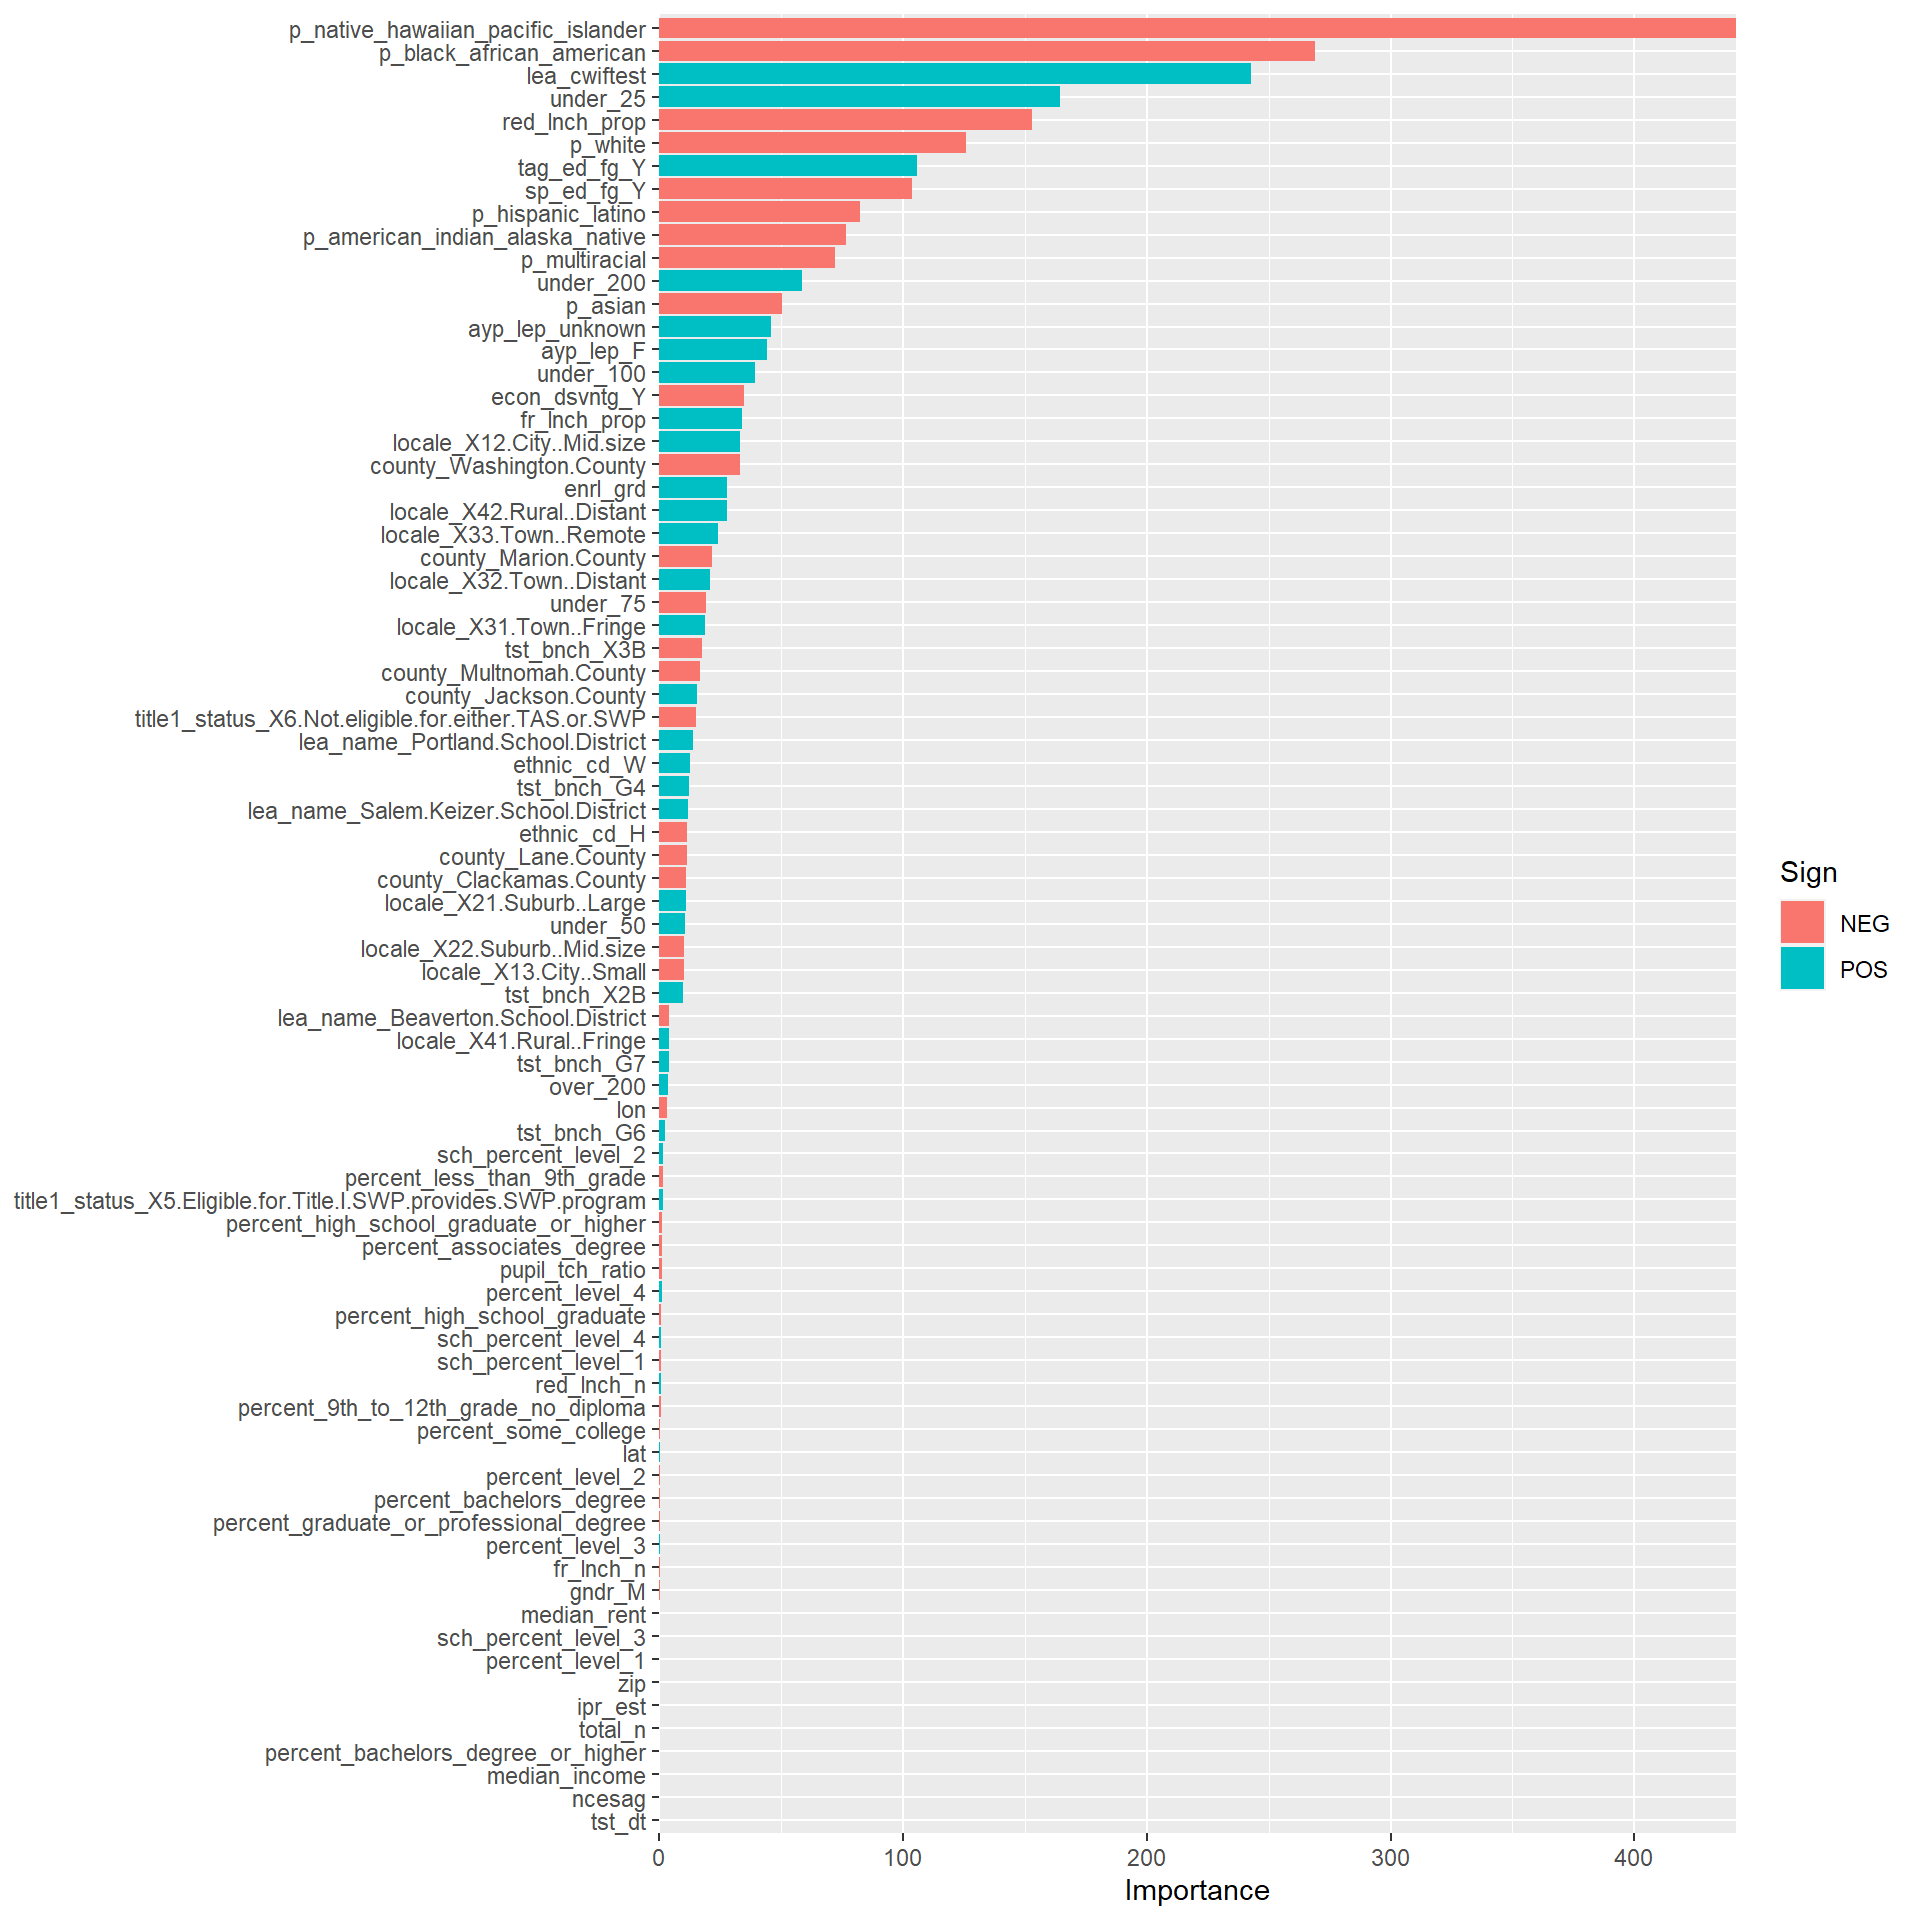 p_native_hawaiian_pacific_islander
p_black_african_american
lea_cwiftest
under_25
red_lnch_prop
p_white
tag_ed_fg_Y
sp_ed_fg_Y
p_hispanic_latino
p_american_indian_alaska_native
p_multiracial
under_200
p_asian
ayp_lep_unknown
ayp_lep_F
under_100
econ_dsvntg_Y
fr_lnch_prop
locale_X12.City..Mid.size
county_Washington.County
enrl_grd
locale_X42.Rural..Distant
locale_X33.Town..Remote
county_Marion.County
locale_X32.Town..Distant
under_75
locale_X31.Town..Fringe
tst_bnch_X3B
county_Multnomah.County
county_Jackson.County
title1_status_X6.Not.eligible.for.either.TAS.or.SWP
lea_name_Portland.School.District
ethnic_cd_W
tst_bnch_G4
lea_name_Salem.Keizer.School.District
ethnic_cd_H
county_Lane.County
county_Clackamas.County
locale_X21.Suburb..Large
under_50
locale_X22.Suburb..Mid.size
locale_X13.City..Small
tst_bnch_X2B
lea_name_Beaverton.School.District
locale_X41.Rural..Fringe
tst_bnch_G7
over_200
lon
tst_bnch_G6
sch_percent_level_2
percent_less_than_9th_grade
title1_status_X5.Eligible.for.Title.I.SWP.provides.SWP.program
percent_high_school_graduate_or_higher
percent_associates_degree
pupil_tch_ratio
percent_level_4
percent_high_school_graduate
sch_percent_level_4
sch_percent_level_1
red_lnch_n
percent_9th_to_12th_grade_no_diploma
percent_some_college
lat
percent_level_2
percent_bachelors_degree
percent_graduate_or_professional_degree
percent_level_3
fr_lnch_n
gndr_M
median_rent
sch_percent_level_3
percent_level_1
zip
ipr_est
total_n
percent_bachelors_degree_or_higher
median_income
ncesag
tst_dt
0 100 200 300 400
Importance
Sign
NEG
POS